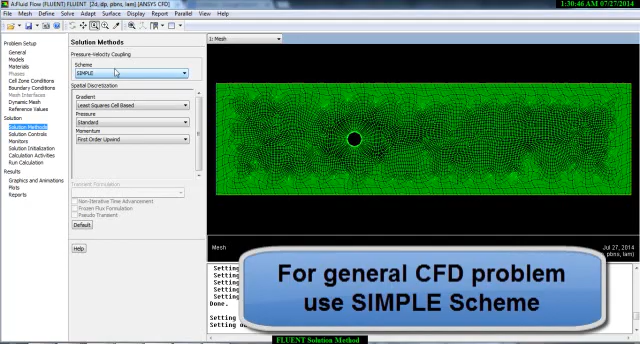 A:Fluid Flow (FLUENT) FLUENT [2d, dp, pbns, lam] [ANSYS CFD]
1:30:46 AM 07/27/2014
File Mesh Define Solve Adapt Surface Display Report Parallel View Help
Problem Setup
General
Models
Materials
Phases
Cell Zone Conditions
Boundary Conditions
Mesh Interfaces
Dynamic Mesh
Reference Values
Solution
Solution Methods
Solution Controls
Monitors
Solution Initialization
Calculation Activities
Run Calculation
Results
Graphics and Animations
Plots
Reports
Solution Methods
Pressure-Velocity Coupling
Scheme
SIMPLE
Spatial Discretization
Gradient
Least Squares Cell Based
Pressure
Standard
Momentum
First Order Upwind
Transient Formulation
Non-Iterative Time Advancement
Frozen Flux Formulation
Pseudo Transient
Default
Help
1: Mesh
Mesh
Jul 27, 2014
pbns, lam)
Setting
Setting
Setting
Setting
Setting
Done.
Setting
Setting
For general CFD problem
use SIMPLE Scheme
FLUENT Solution Method